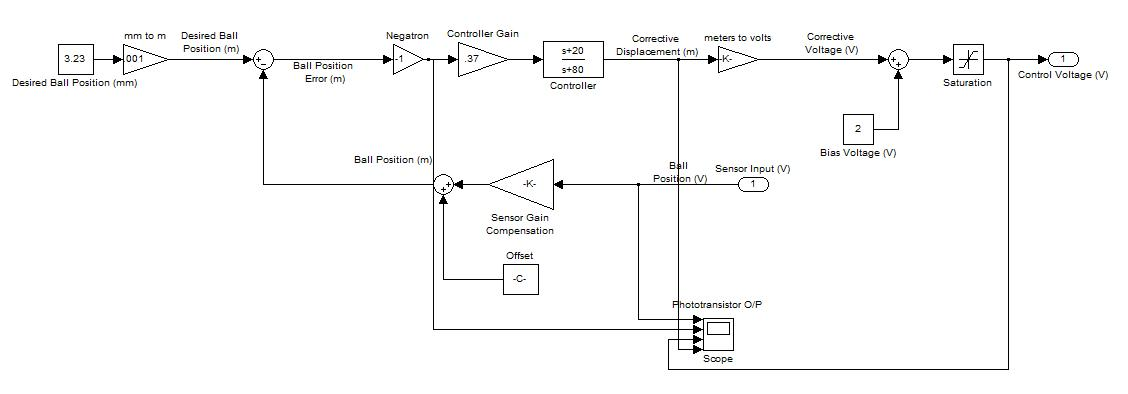 mm to m
Desired Ball
Position (m)
3.23
.001
Desired Ball Position (mm)
+
-
Ball Position
Error (m)
Negatron
-1
Controller Gain
.37
s+20
s+80
Controller
Corrective
Displacement (m)
meters to volts
-K-
Corrective
Voltage (V)
+
+
2
Bias Voltage (V)
Saturation
1
Control Voltage (V)
Ball Position (m)
+
+
-K-
Sensor Gain
Compensation
Ball
Position (V)
Sensor Input (V)
1
Offset
-C-
Phototransistor O/P
Scope